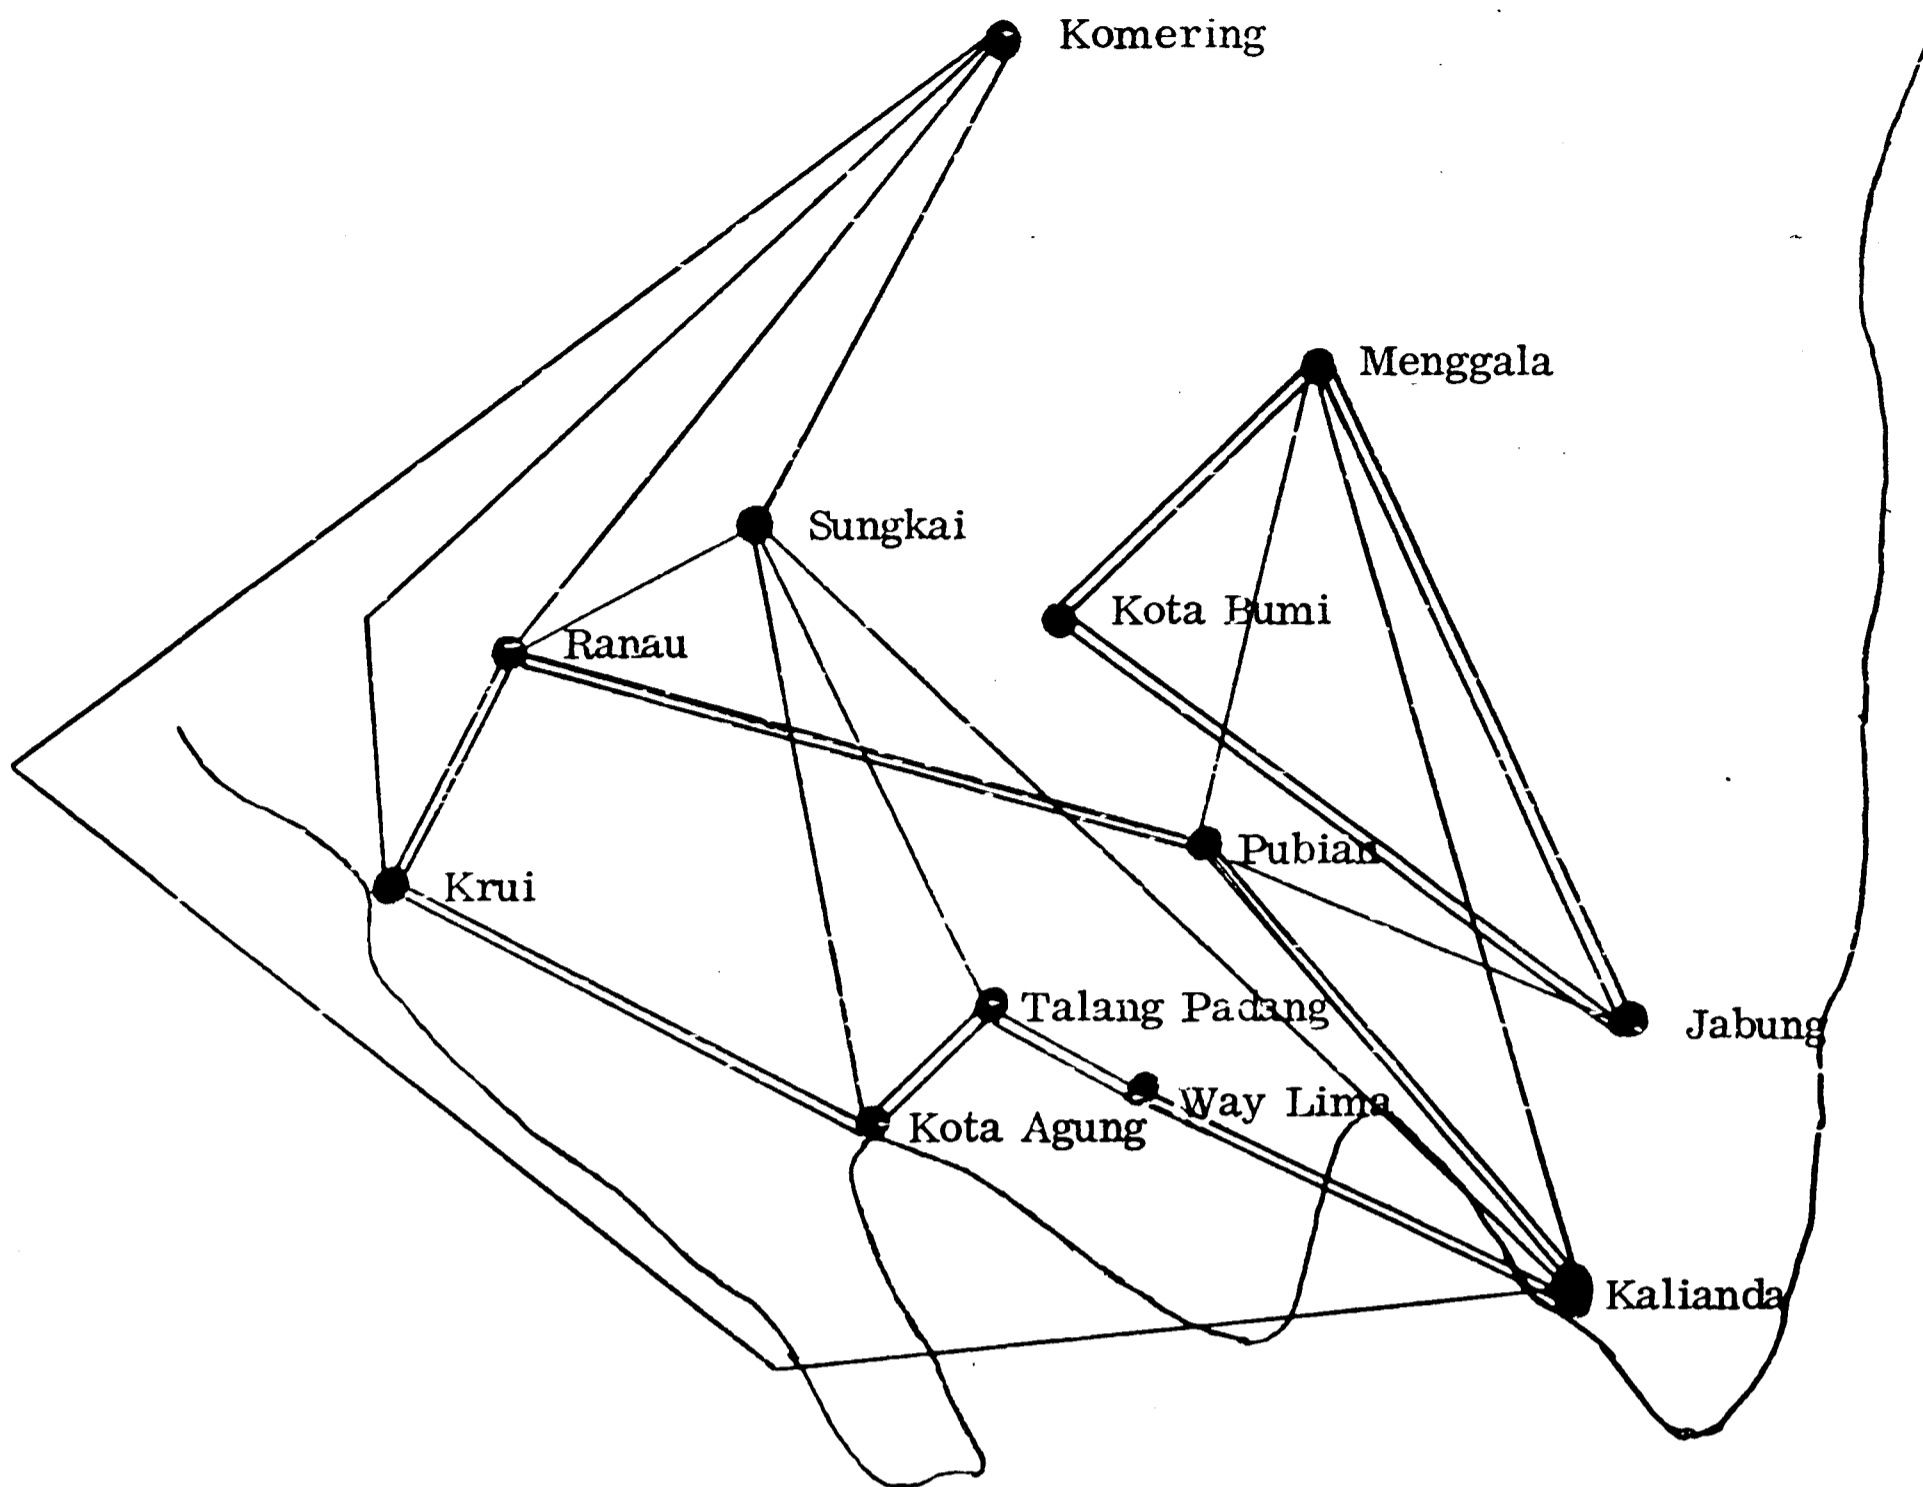 Komering
Menggala
Sungkai
Kota Bumi
Ranau
Pubian
Krui
Talang Padang
Jabung
Way Lima
Kota Agung
Kalianda